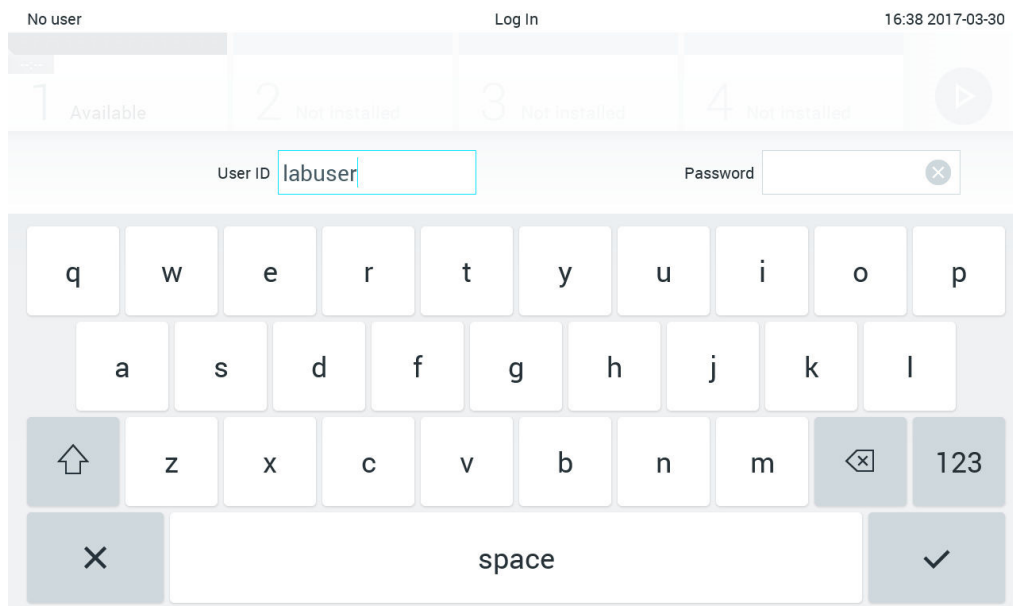 No user Log In 16:38 2017-03-30
-:-
1 Available 2 Not installed 3 Not installed 4 Not installed
User ID labuser Password
q w e r t y u i o p
a s d f g h j k l
z x c v b n m 123
space